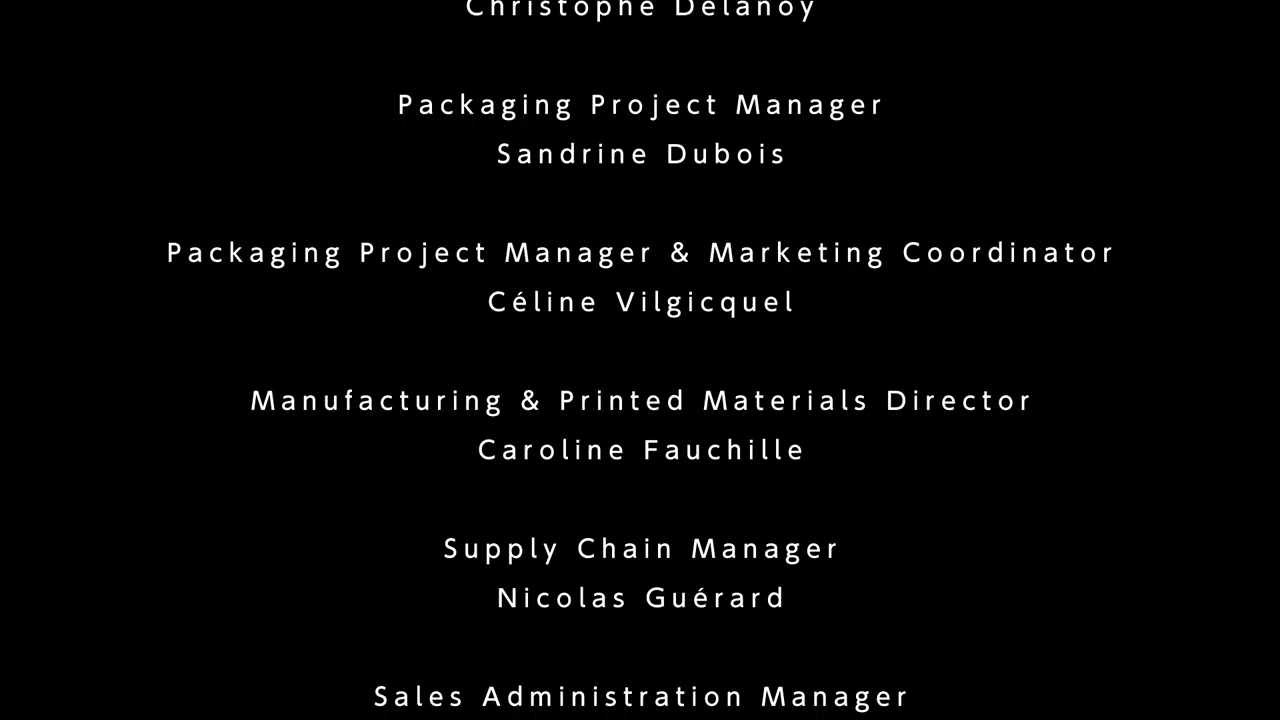 Christophe Delanoy
Packaging Project Manager
Sandrine Dubois
Packaging Project Manager & Marketing Coordinator
Céline Vilgicquel
Manufacturing & Printed Materials Director
Caroline Fauchille
Supply Chain Manager
Nicolas Guérard
Sales Administration Manager